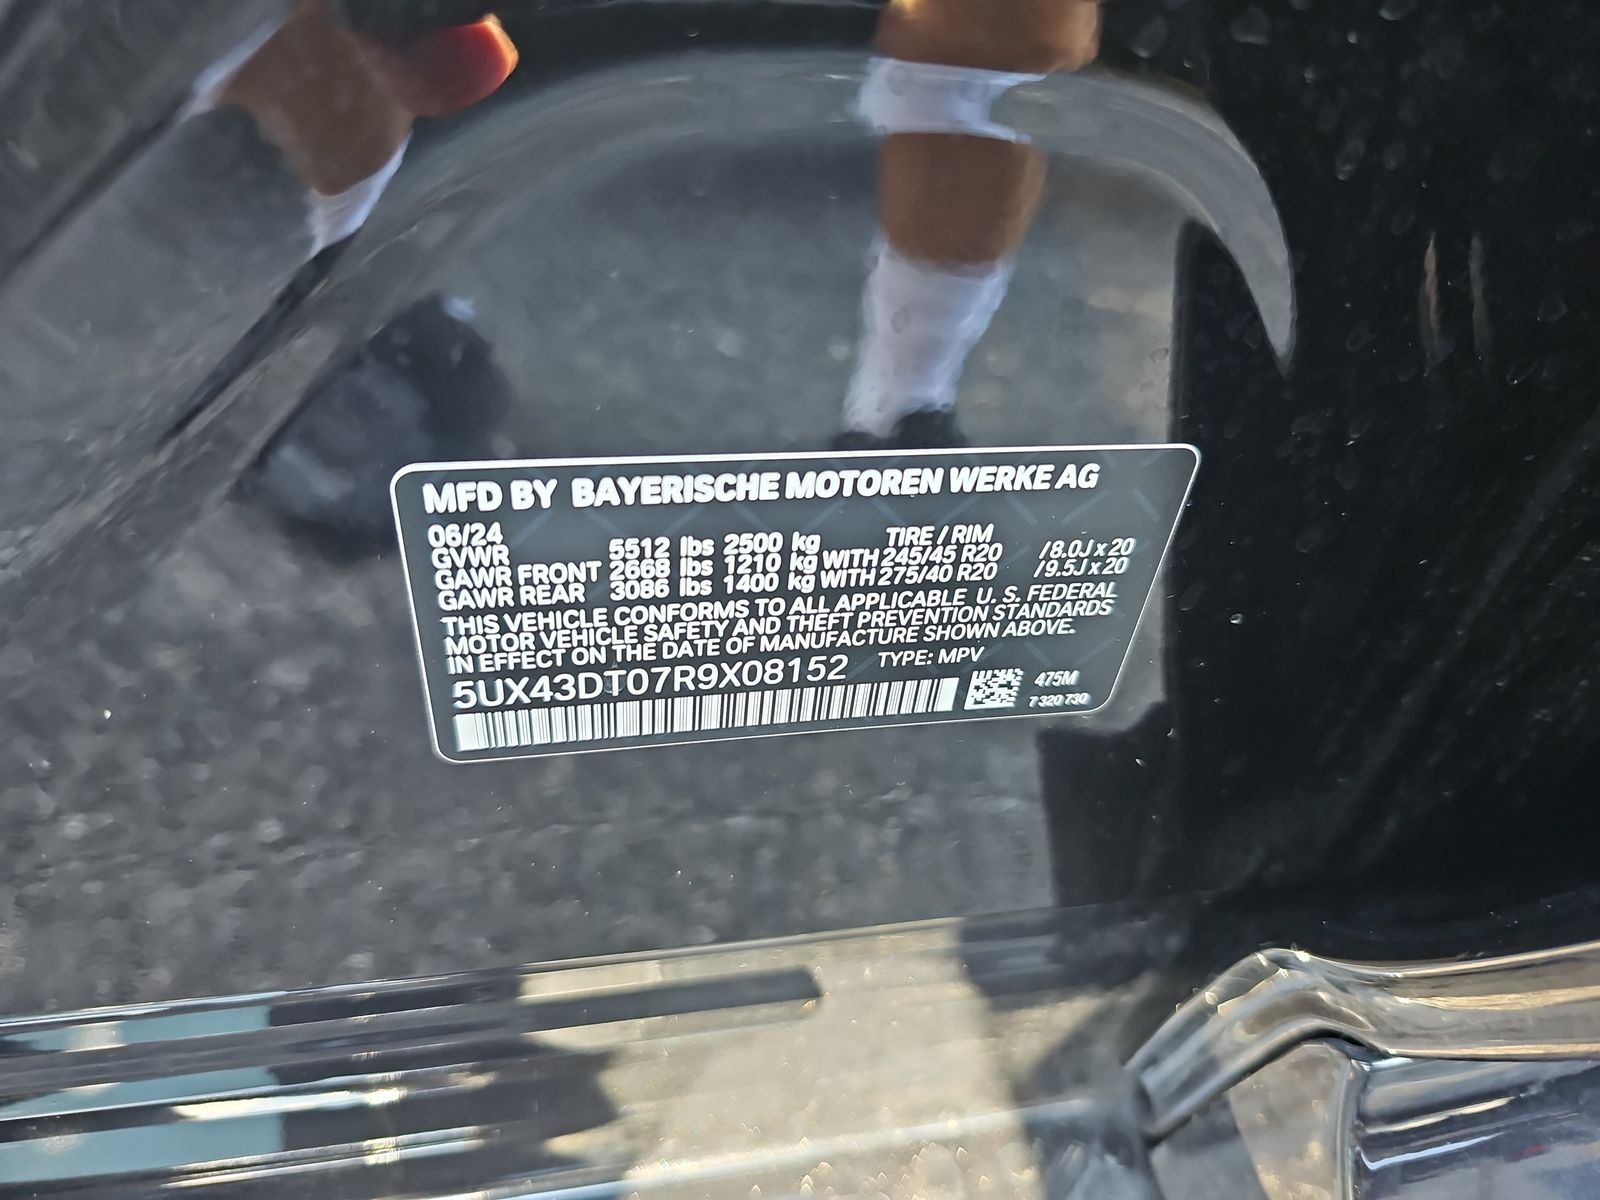 MFD BY BAYERISCHE MOTOREN WERKE AG
06/24 TIRE / RIM
GVWR 5512 lbs 2500 kg
GAWR FRONT 2668 lbs 1210 kg WITH 245/45 R20 /8.0J x 20
GAWR REAR 3086 lbs 1400 kg WITH 275/40 R20 /9.5J x 20
THIS VEHICLE CONFORMS TO ALL APPLICABLE U. S. FEDERAL
MOTOR VEHICLE SAFETY AND THEFT PREVENTION STANDARDS
IN EFFECT ON THE DATE OF MANUFACTURE SHOWN ABOVE.
5UX43DT07R9X08152 TYPE: MPV
475M
7 320 730